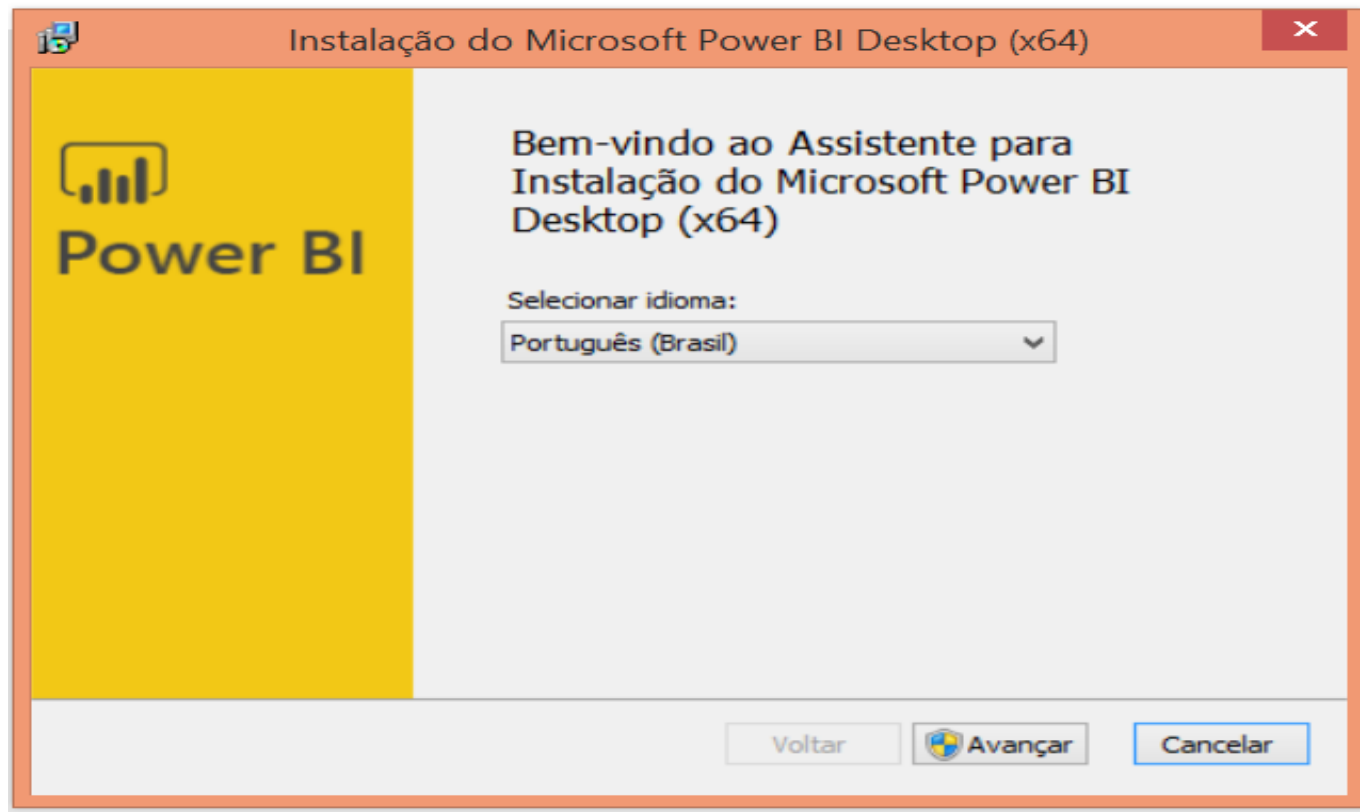 Instalação do Microsoft Power BI Desktop (x64)
Power BI
Bem-vindo ao Assistente para
Instalação do Microsoft Power BI
Desktop (x64)
Selecionar idioma:
Português (Brasil)
Voltar
Avançar
Cancelar